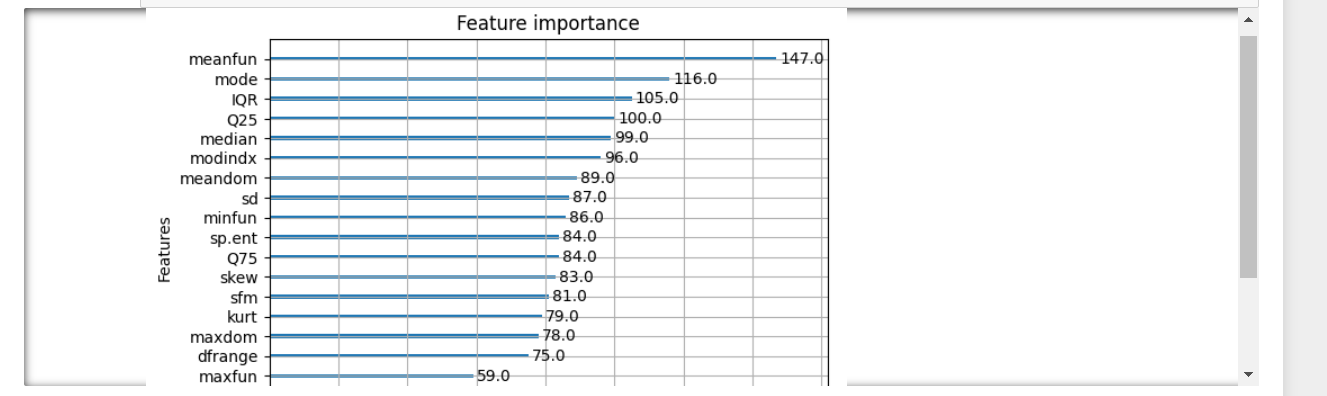 Feature importance
meanfun 147.0
mode 116.0
IQR 105.0
Q25 100.0
median 99.0
modindx 96.0
meandom 89.0
sd 87.0
minfun 86.0
sp.ent 84.0
Q75 84.0
skew 83.0
sfm 81.0
kurt 79.0
maxdom 78.0
dfrange 75.0
maxfun 59.0
Features